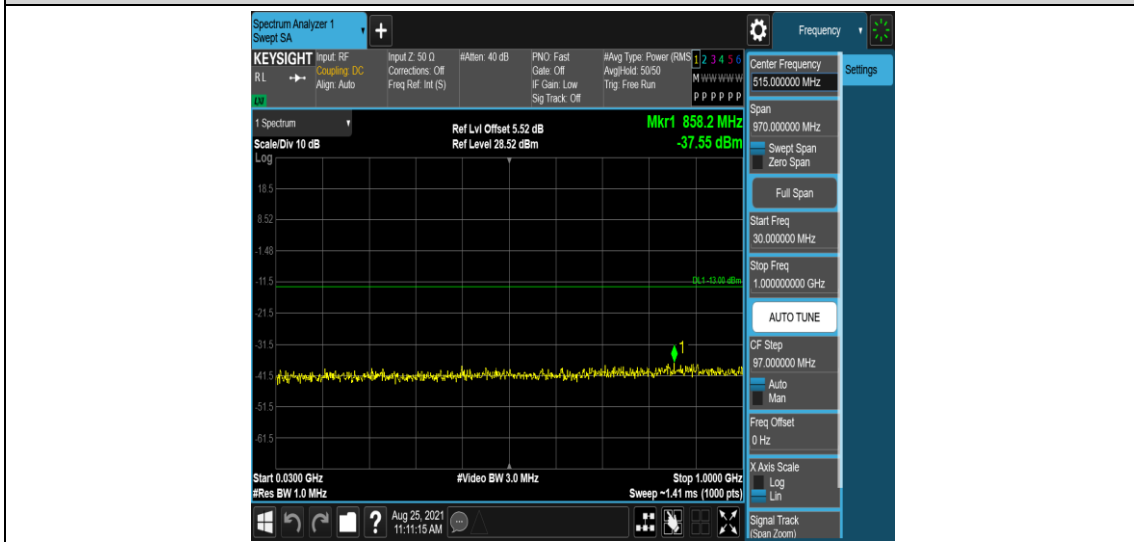 Spectrum Analyzer 1
Swept SA
+
Frequency
KEYSIGHT
RL
LXI
Input: RF
Coupling: DC
Align: Auto
Input Z: 50 Ω
Corrections: Off
Freq Ref: Int (S)
#Atten: 40 dB
PNO: Fast
Gate: Off
IF Gain: Low
Sig Track: Off
#Avg Type: Power (RMS
Avg|Hold: 50/50
Trig: Free Run
1 2 3 4 5 6
M W W W W W
P P P P P P
1 Spectrum
Scale/Div 10 dB
Ref Lvl Offset 5.52 dB
Ref Level 28.52 dBm
Mkr1 858.2 MHz
-37.55 dBm
Log
18.5
8.52
-1.48
-11.5
-21.5
-31.5
-41.5
-51.5
-61.5
DL1 -13.00 dBm
1
Start 0.0300 GHz
#Res BW 1.0 MHz
#Video BW 3.0 MHz
Stop 1.0000 GHz
Sweep ~1.41 ms (1000 pts)
Center Frequency
515.000000 MHz
Settings
Span
970.000000 MHz
Swept Span
Zero Span
Full Span
Start Freq
30.000000 MHz
Stop Freq
1.000000000 GHz
AUTO TUNE
CF Step
97.000000 MHz
Auto
Man
Freq Offset
0 Hz
X Axis Scale
Log
Lin
Signal Track
(Span Zoom)
?
Aug 25, 2021
11:11:15 AM